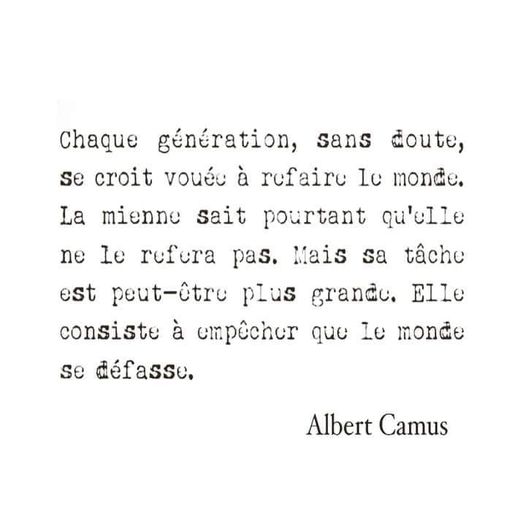 Chaque génération, sans doute,
se croit vouée à refaire le monde.
La mienne sait pourtant qu'elle
ne le refera pas. Mais sa tâche
est peut-être plus grande. Elle
consiste à empêcher que le monde
se défasse.
Albert Camus